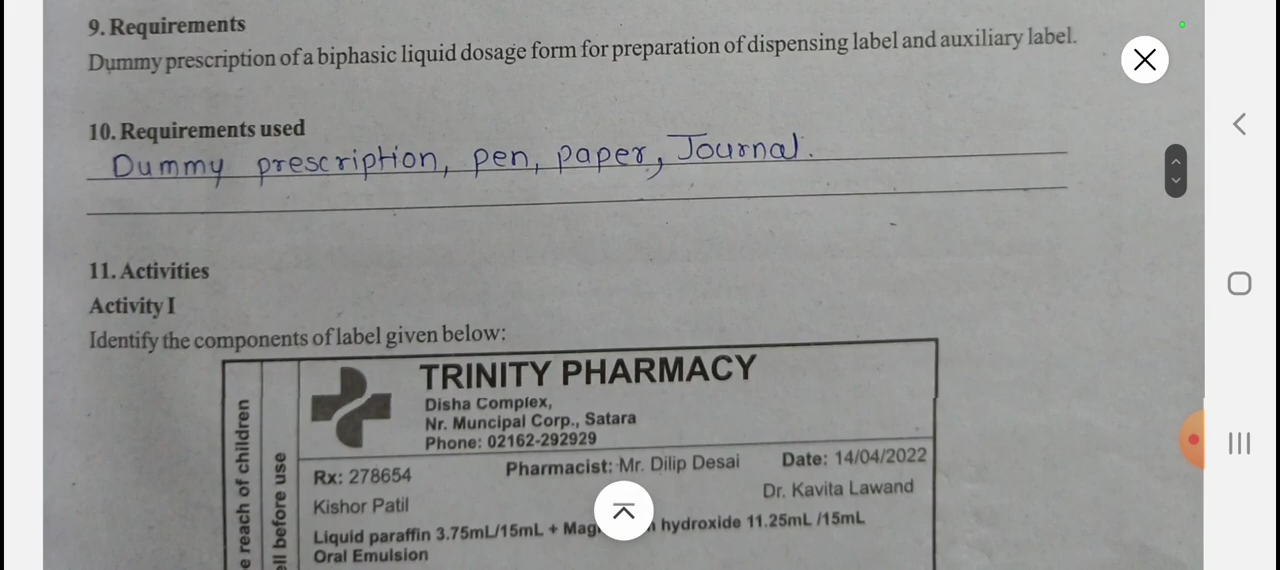 9. Requirements
Dummy prescription of a biphasic liquid dosage form for preparation of dispensing label and auxiliary label.
10. Requirements used
Dummy prescription, pen, paper, Journal.
11. Activities
Activity I
Identify the components of label given below:
TRINITY PHARMACY
Disha Complex,
Nr. Muncipal Corp., Satara
Phone: 02162-292929
Rx: 278654 Pharmacist: Mr. Dilip Desai Date: 14/04/2022
Kishor Patil Dr. Kavita Lawand
Liquid paraffin 3.75mL/15mL + hydroxide 11.25mL /15mL
Oral Emulsion
reach of children
before use